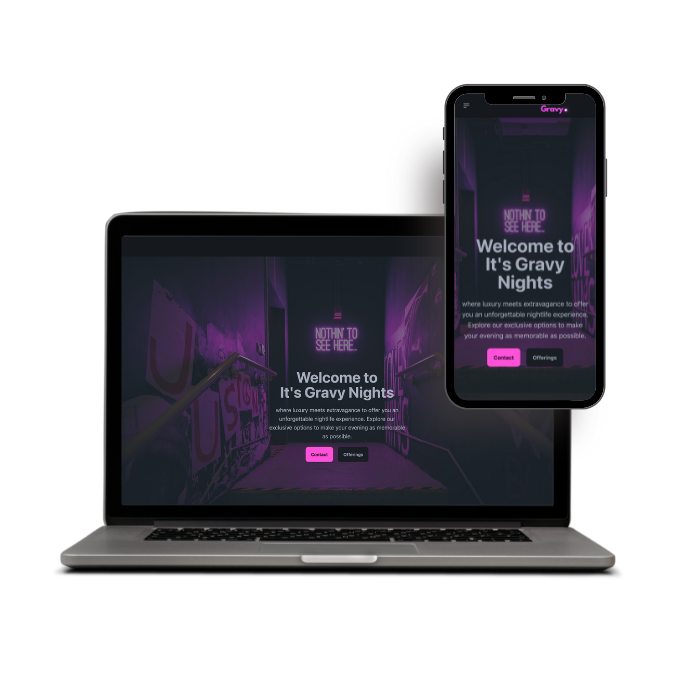 NOTHIN' TO
SEE HERE..
Welcome to
It's Gravy Nights
where luxury meets extravagance to offer you an
unforgettable nightlife experience. Explore our
exclusive options to make your evening as memorable
as possible.
Contact
Offerings
Gravy
NOTHIN' TO
SEE HERE..
Welcome to
It's Gravy
Nights
where luxury meets extravagance to offer
you an unforgettable nightlife experience.
Explore our exclusive options to make
your evening as memorable as possible.
Contact
Offerings